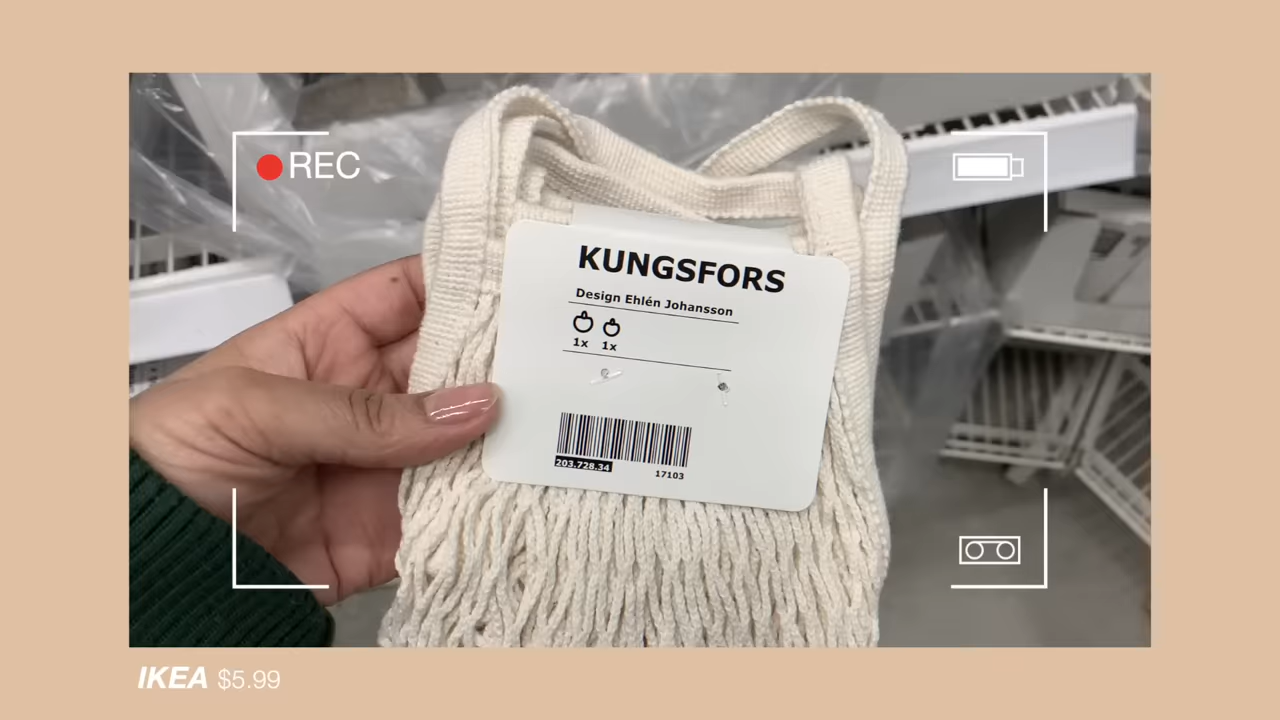 REC
KUNGSFORS
Design Ehlén Johansson
1x 1x
203.728.34 17103
IKEA $5.99